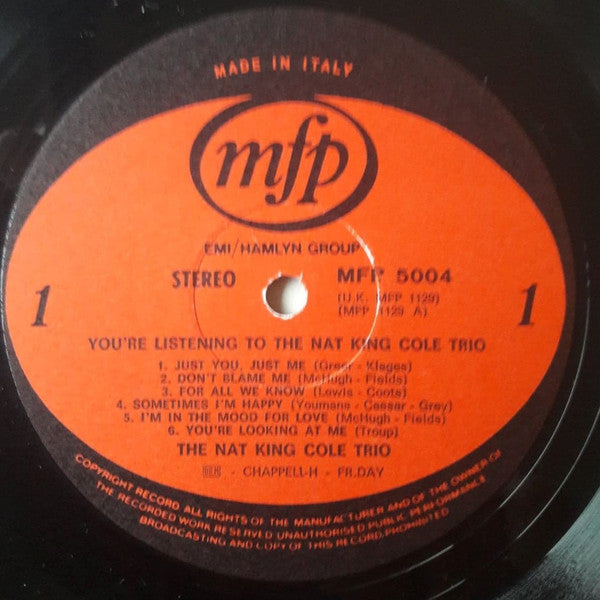 MADE IN ITALY
mfp
EMI/HAMLYN GROUP
1 STEREO MFP 5004 1
(U.K. MFP 1129)
(MFP 1129 A)
YOU'RE LISTENING TO THE NAT KING COLE TRIO
1. JUST YOU, JUST ME (Greer - Klages)
2. DON'T BLAME ME (McHugh - Fields)
3. FOR ALL WE KNOW (Lewis - Coots)
4. SOMETIMES I'M HAPPY (Youmans - Caesar - Grey)
5. I'M IN THE MOOD FOR LOVE (McHugh - Fields)
6. YOU'RE LOOKING AT ME (Troup)
THE NAT KING COLE TRIO
- CHAPPELL-H - FR.DAY
COPYRIGHT RECORD ALL RIGHTS OF THE MANUFACTURER AND OF THE OWNER OF
THE RECORDED WORK RESERVED UNAUTHORISED PUBLIC PERFORMANCE
BROADCASTING AND COPY OF THIS RECORD PROHIBITED